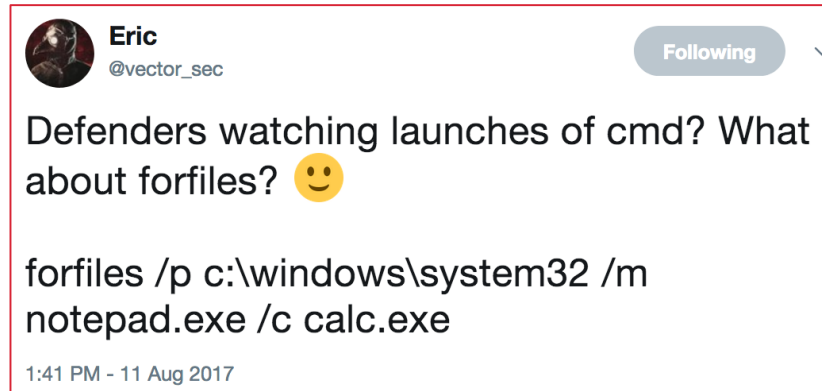 Eric
@vector_sec
Following
Defenders watching launches of cmd? What
about forfiles? 🙂
forfiles /p c:\windows\system32 /m
notepad.exe /c calc.exe
1:41 PM - 11 Aug 2017